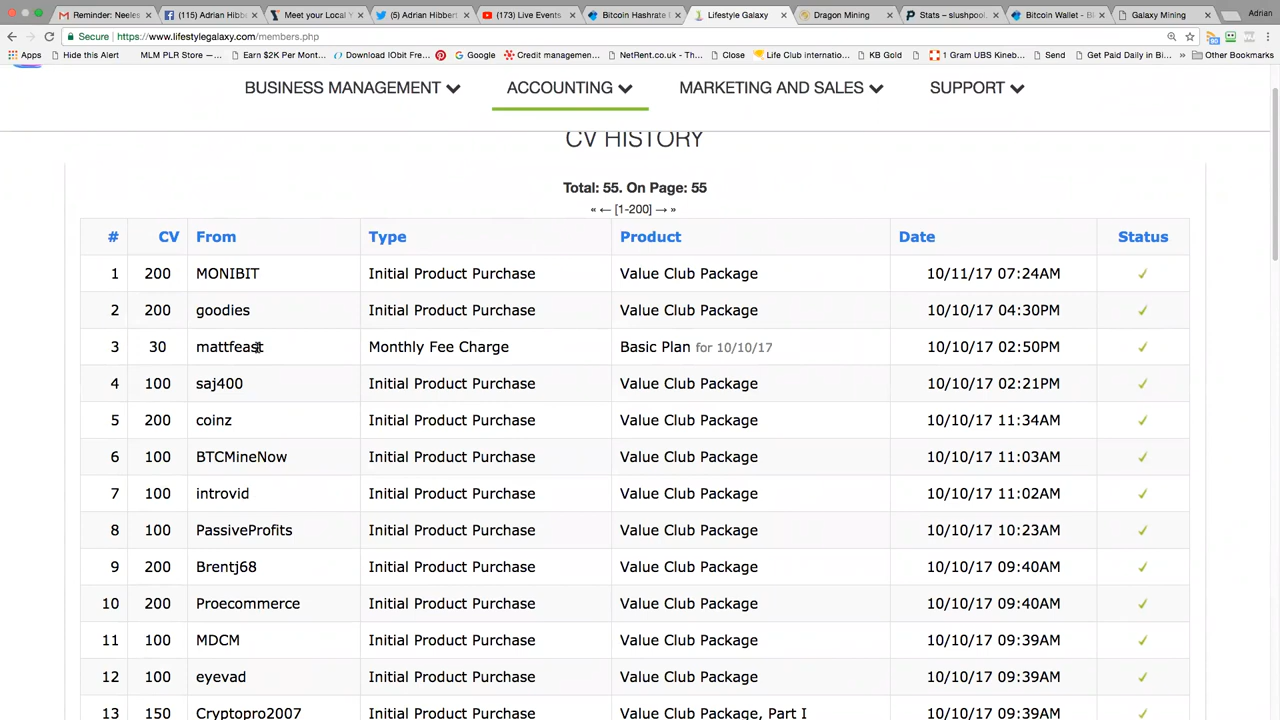 Reminder: Neeles
(115) Adrian Hibb
Meet your Local Y
(5) Adrian Hibbert
(173) Live Events
Bitcoin Hashrate
Lifestyle Galaxy
Dragon Mining
Stats – slushpool.
Bitcoin Wallet - Bl
Galaxy Mining
Adrian
Secure
https://www.lifestylegalaxy.com/members.php
Apps
Hide this Alert
MLM PLR Store —...
Earn $2K Per Mont...
Download IObit Fre...
Google
Credit managemen...
NetRent.co.uk - Th...
Close
Life Club internatio...
KB Gold
1 Gram UBS Kineb...
Send
Get Paid Daily in Bi...
»
Other Bookmarks
BUSINESS MANAGEMENT
ACCOUNTING
MARKETING AND SALES
SUPPORT
CV HISTORY
Total: 55. On Page: 55
« ← [1-200] → »
# CV From Type Product Date Status
1 200 MONIBIT Initial Product Purchase Value Club Package 10/11/17 07:24AM ✓
2 200 goodies Initial Product Purchase Value Club Package 10/10/17 04:30PM ✓
3 30 mattfeast Monthly Fee Charge Basic Plan for 10/10/17 10/10/17 02:50PM ✓
4 100 saj400 Initial Product Purchase Value Club Package 10/10/17 02:21PM ✓
5 200 coinz Initial Product Purchase Value Club Package 10/10/17 11:34AM ✓
6 100 BTCMineNow Initial Product Purchase Value Club Package 10/10/17 11:03AM ✓
7 100 introvid Initial Product Purchase Value Club Package 10/10/17 11:02AM ✓
8 100 PassiveProfits Initial Product Purchase Value Club Package 10/10/17 10:23AM ✓
9 200 Brentj68 Initial Product Purchase Value Club Package 10/10/17 09:40AM ✓
10 200 Proecommerce Initial Product Purchase Value Club Package 10/10/17 09:40AM ✓
11 100 MDCM Initial Product Purchase Value Club Package 10/10/17 09:39AM ✓
12 100 eyevad Initial Product Purchase Value Club Package 10/10/17 09:39AM ✓
13 150 Cryptopro2007 Initial Product Purchase Value Club Package, Part I 10/10/17 09:39AM ✓